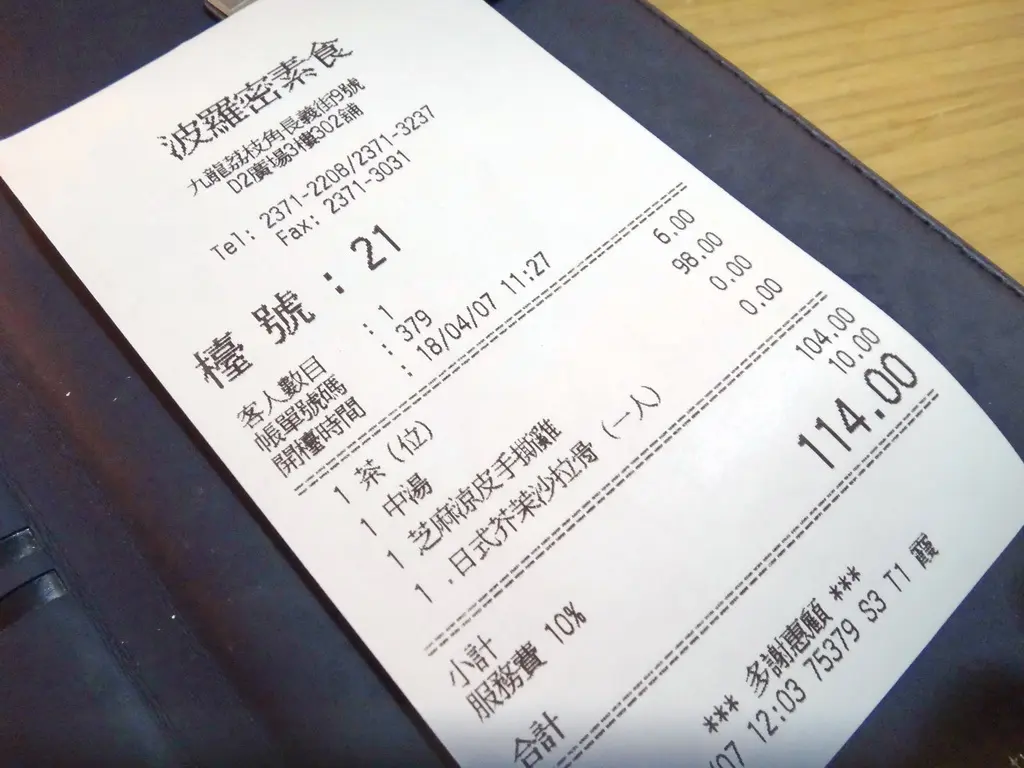 波羅密素食
九龍荔枝角長義街9號
D2廣場3樓302舖
Tel: 2371-2208/2371-3237
Fax: 2371-3031
檯號：21
客人數目 : 1
帳單號碼 : 379
開檯時間 : 18/04/07 11:27
1 茶 (位) 6.00
1 中湯 98.00
1 芝麻涼皮手撕雞 0.00
1 .日式芥菜沙拉骨 (一人) 0.00
小計 104.00
服務費 10% 10.00
合計 114.00
*** 多謝惠顧 ***
/07 12:03 75379 S3 T1 霞